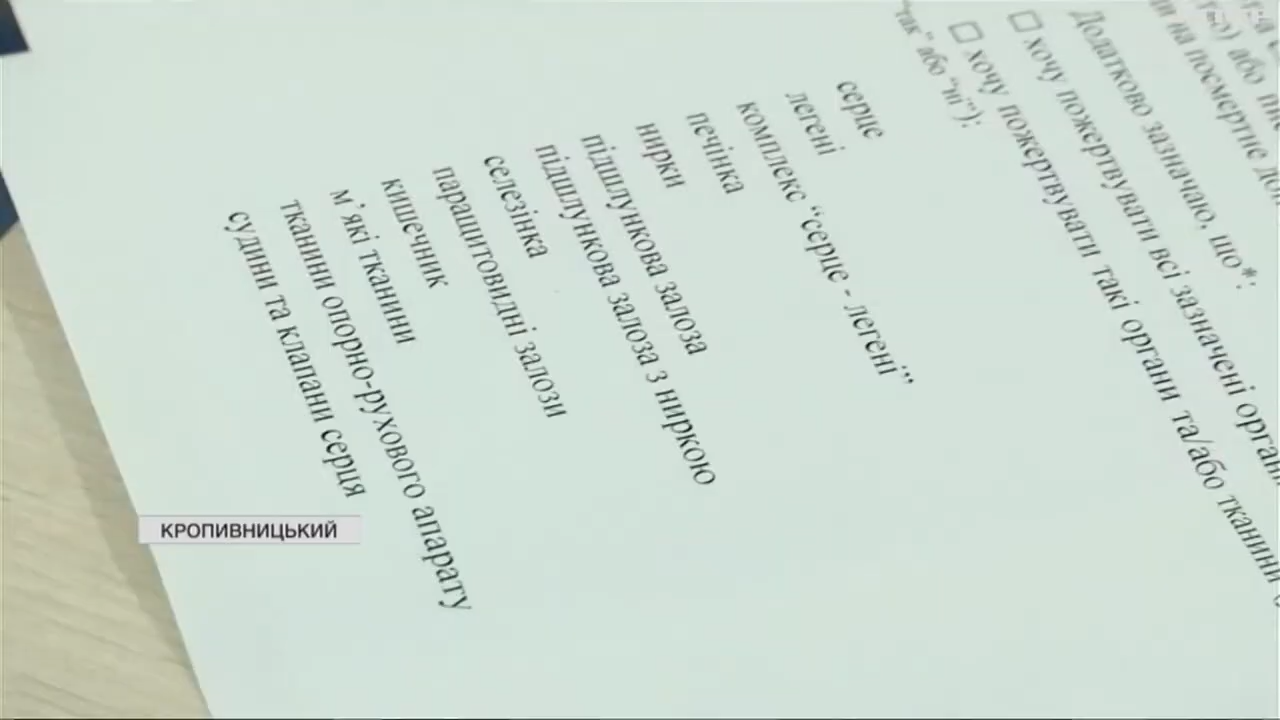 на посмертне
Додатково зазначаю, що*:
☐ хочу пожертвувати всі зазначені
☐ хочу пожертвувати такі органи та/або тканини
"так" або "ні"):
серце
легені
комплекс “серце - легені”
печінка
нирки
підшлункова залоза
підшлункова залоза з ниркою
селезінка
паращитовидні залози
кишечник
м’які тканини
тканини опорно-рухового апарату
судини та клапани серця
КРОПИВНИЦЬКИЙ